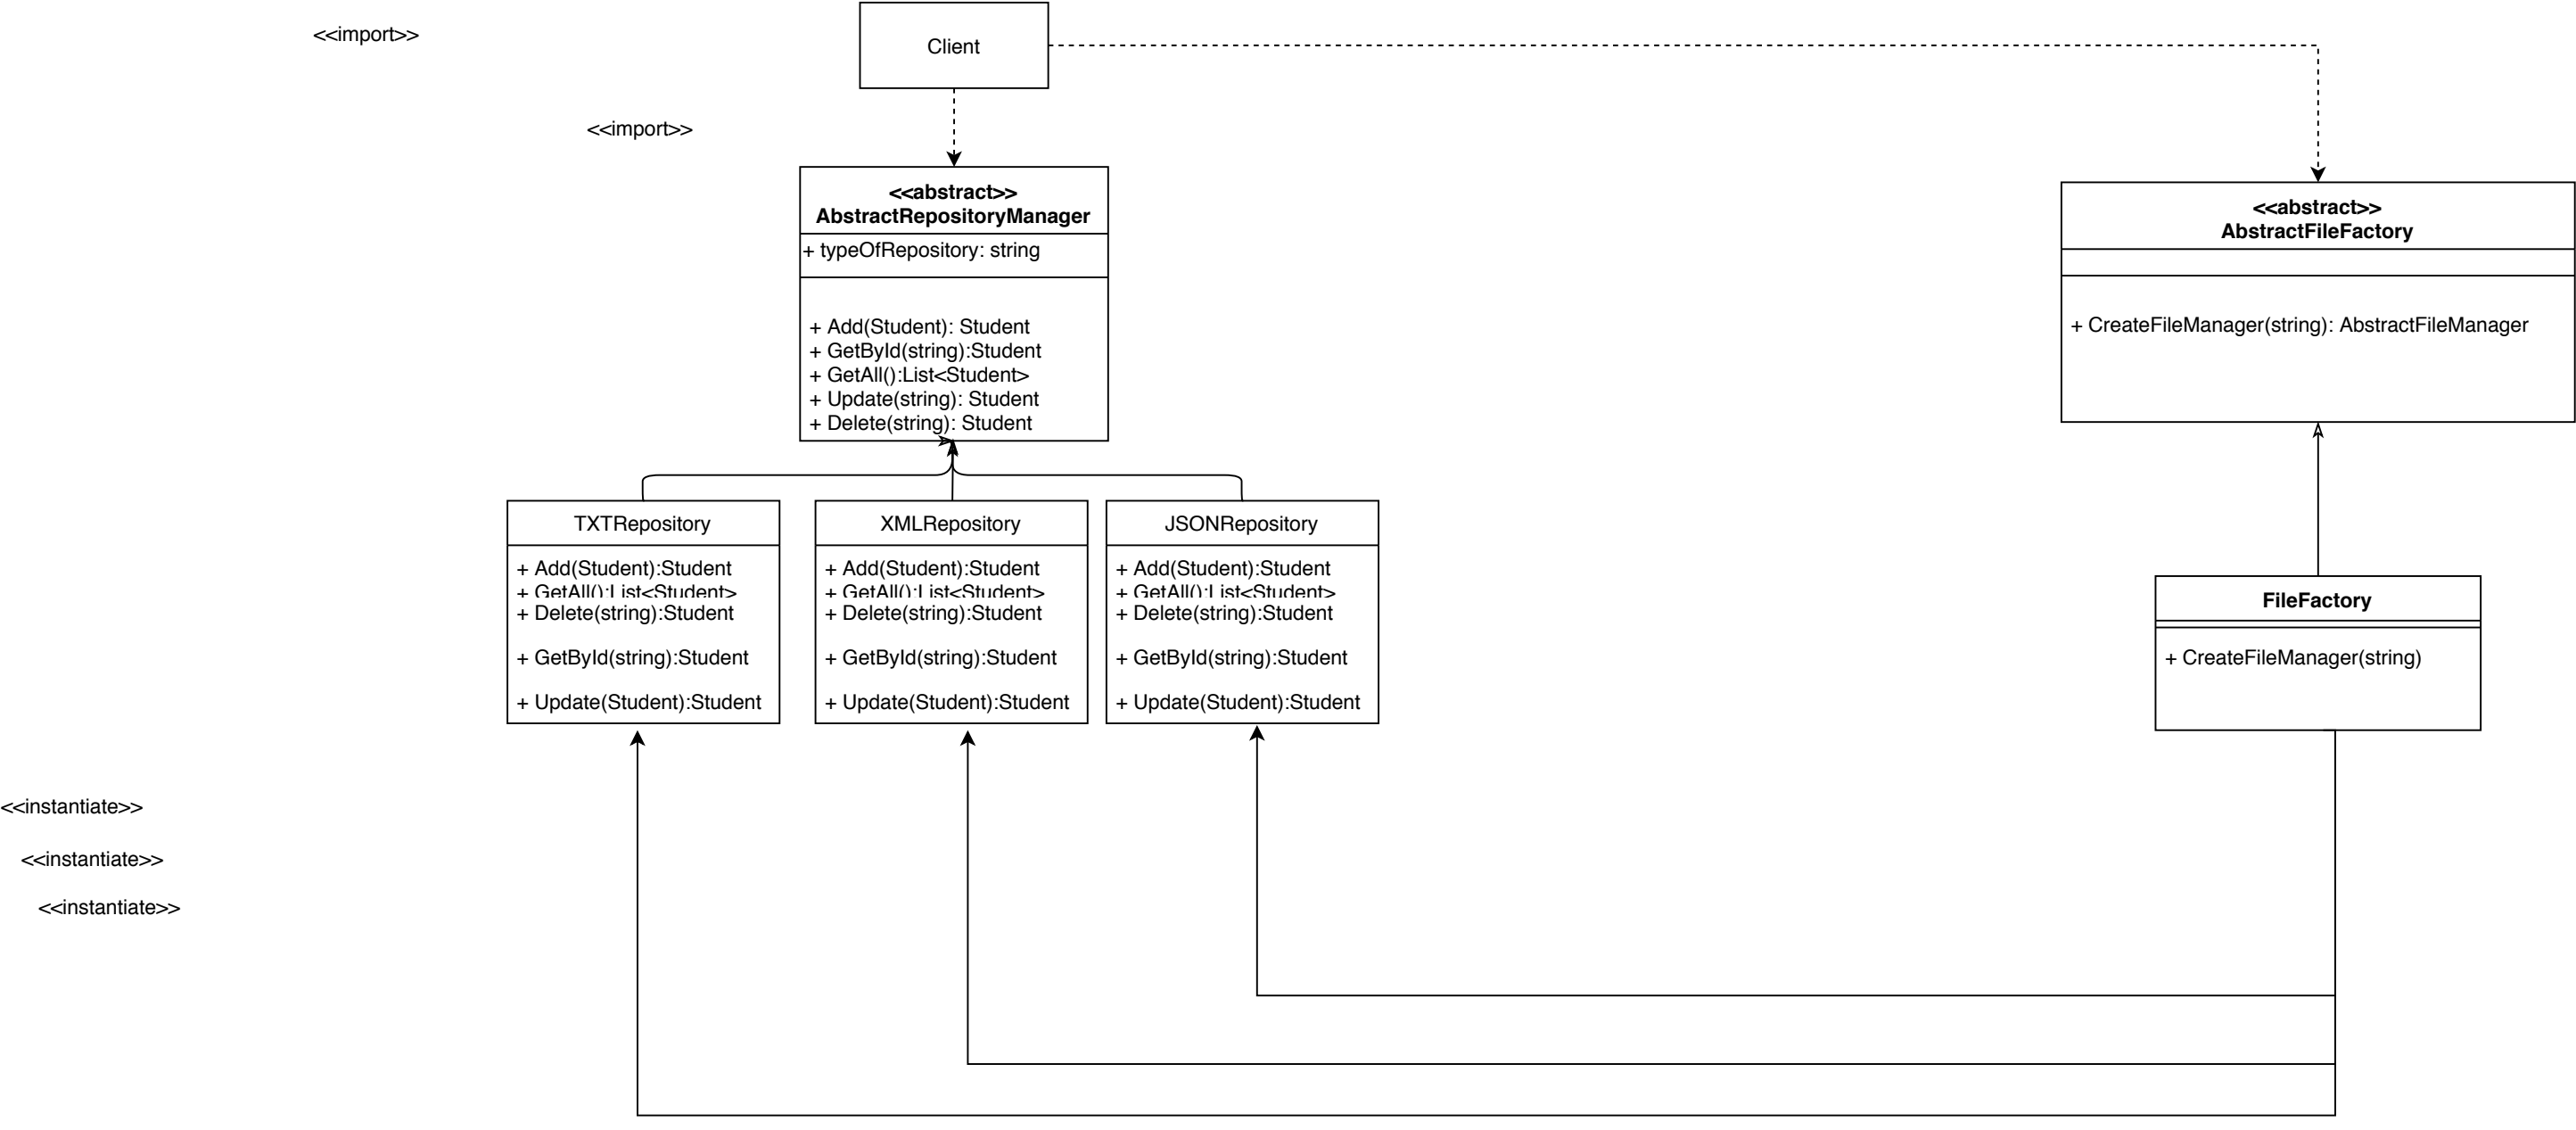 <<import>>
Client
<<import>>
<<abstract>>
AbstractRepositoryManager
+ typeOfRepository: string
+ Add(Student): Student
+ GetById(string):Student
+ GetAll():List<Student>
+ Update(string): Student
+ Delete(string): Student
<<abstract>>
AbstractFileFactory
+ CreateFileManager(string): AbstractFileManager
TXTRepository
+ Add(Student):Student
+ GetAll():List<Student>
+ Delete(string):Student
+ GetById(string):Student
+ Update(Student):Student
XMLRepository
+ Add(Student):Student
+ GetAll():List<Student>
+ Delete(string):Student
+ GetById(string):Student
+ Update(Student):Student
JSONRepository
+ Add(Student):Student
+ GetAll():List<Student>
+ Delete(string):Student
+ GetById(string):Student
+ Update(Student):Student
FileFactory
+ CreateFileManager(string)
<<instantiate>>
<<instantiate>>
<<instantiate>>